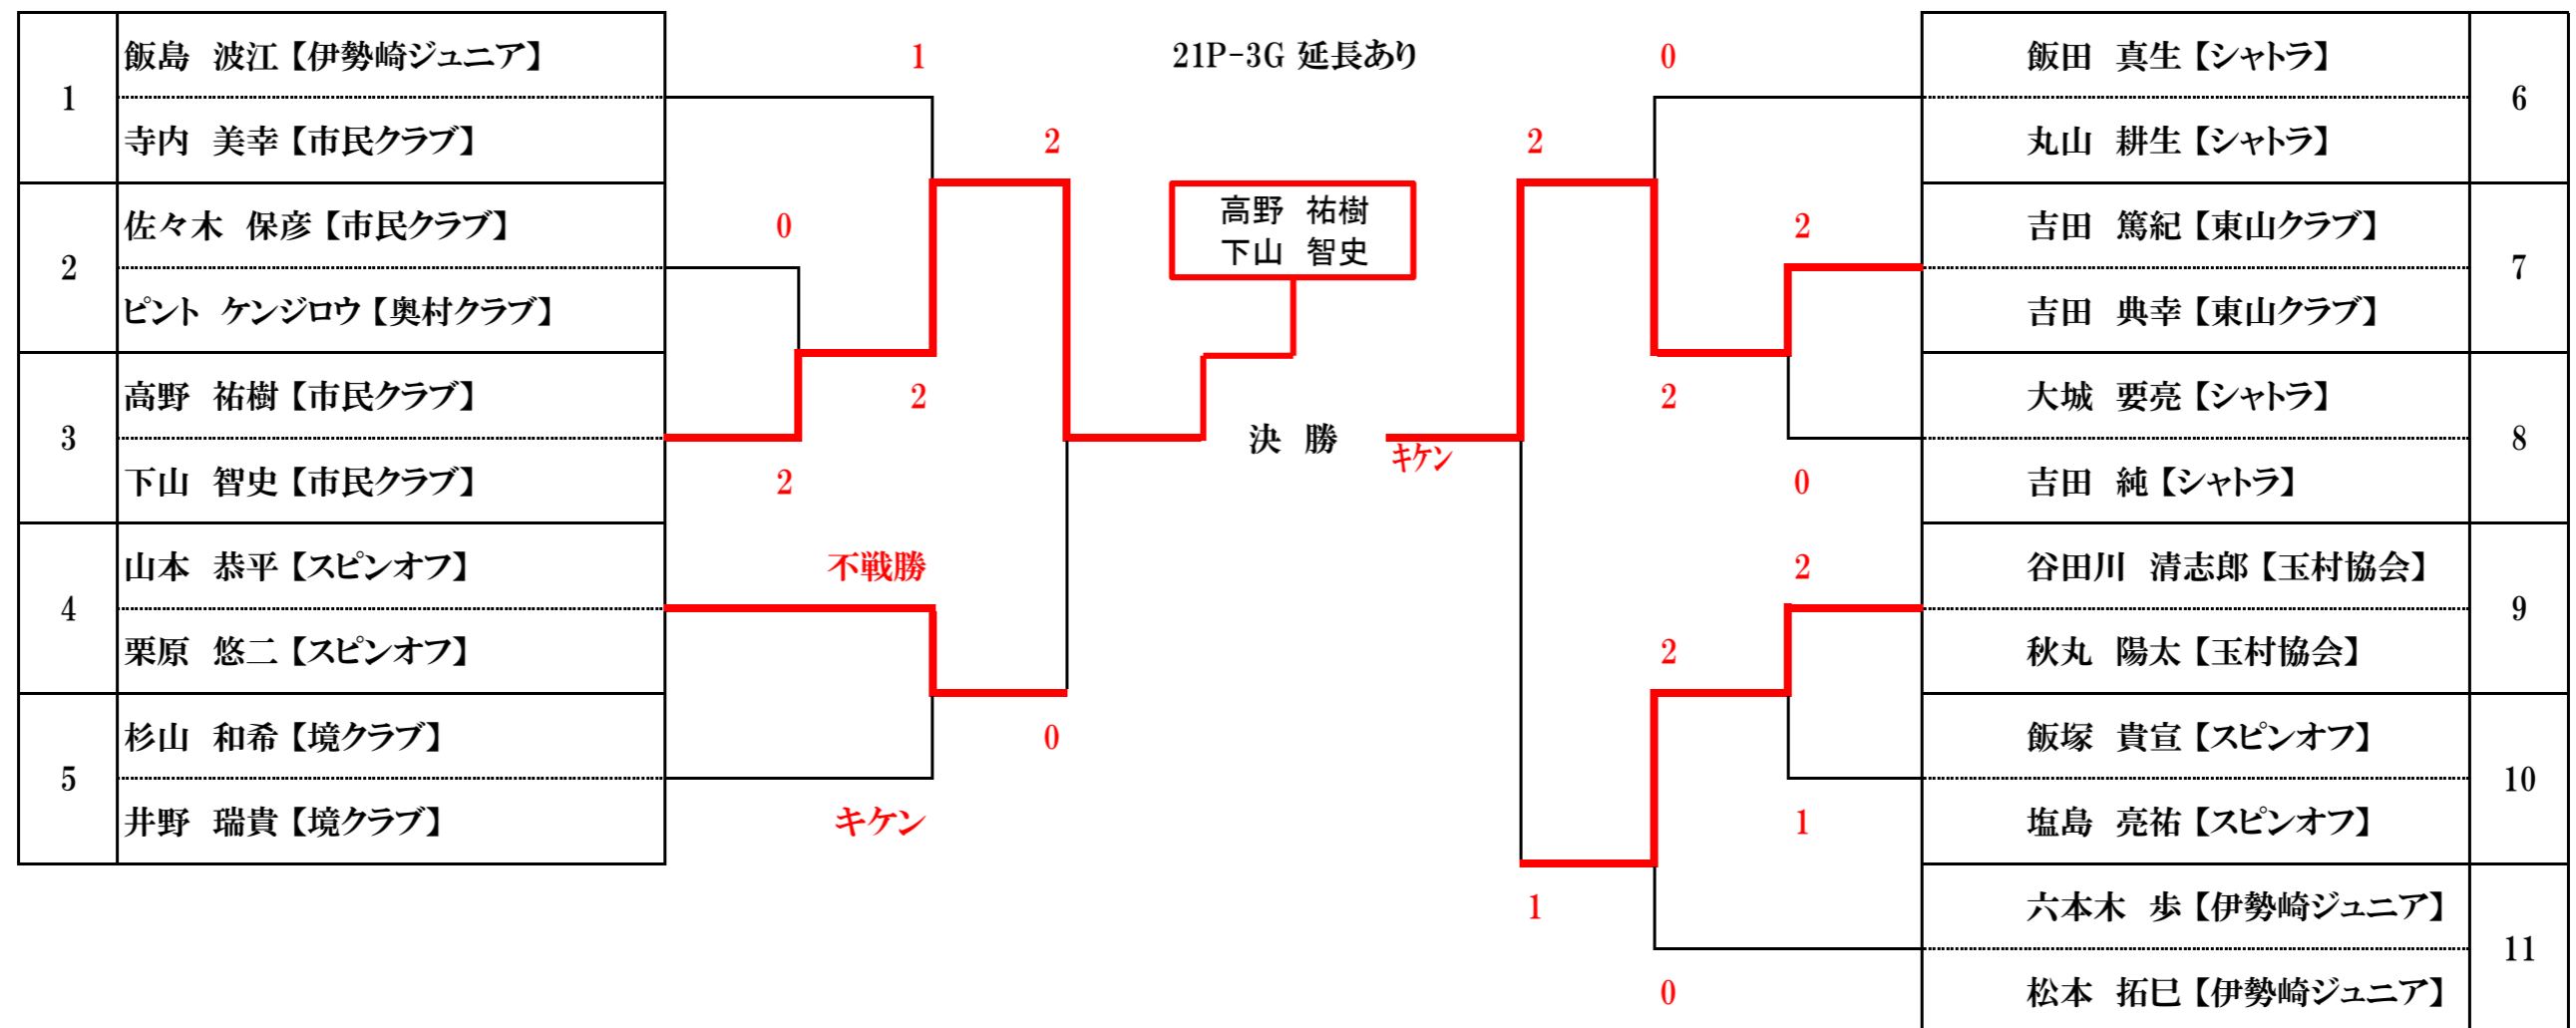 1
飯島 波江【伊勢崎ジュニア】
寺内 美幸【市民クラブ】
2
佐々木 保彦【市民クラブ】
ピント ケンジロウ【奥村クラブ】
3
高野 祐樹【市民クラブ】
下山 智史【市民クラブ】
4
山本 恭平【スピンオフ】
栗原 悠二【スピンオフ】
5
杉山 和希【境クラブ】
井野 瑞貴【境クラブ】
1
2
0
2
2
不戦勝
0
キケン
21P-3G 延長あり
高野 祐樹
下山 智史
決 勝
キケン
0
2
2
2
0
2
2
1
1
0
飯田 真生【シャトラ】
丸山 耕生【シャトラ】
6
吉田 篤紀【東山クラブ】
吉田 典幸【東山クラブ】
7
大城 要亮【シャトラ】
吉田 純【シャトラ】
8
谷田川 清志郎【玉村協会】
秋丸 陽太【玉村協会】
9
飯塚 貴宣【スピンオフ】
塩島 亮祐【スピンオフ】
10
六本木 歩【伊勢崎ジュニア】
松本 拓巳【伊勢崎ジュニア】
11